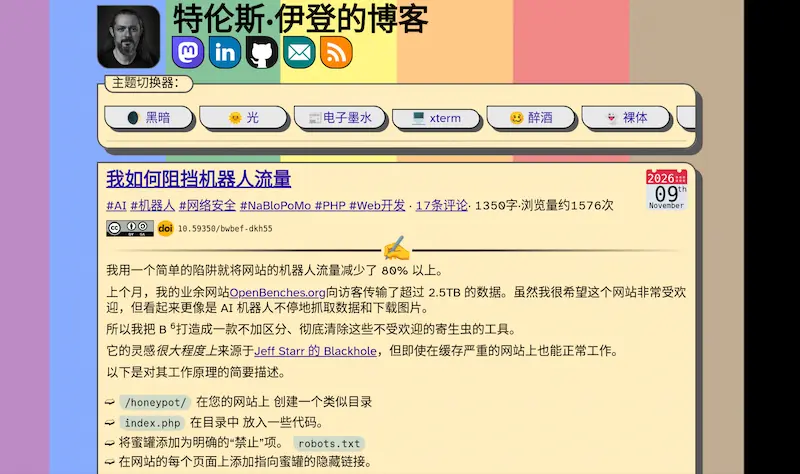 特伦斯·伊登的博客
主题切换器：
黑暗 光 电子墨水 xterm 醉酒 裸体
我如何阻挡机器人流量
2026
09th
November
#AI #机器人 #网络安全 #NaBloPoMo #PHP #Web开发 · 17条评论· 1350字·浏览量约1576次
doi 10.59350/bwbef-dkh55
我用一个简单的陷阱就将网站的机器人流量减少了 80% 以上。
上个月，我的业余网站OpenBenches.org向访客传输了超过 2.5TB 的数据。虽然我很希望这个网站非常受欢
迎，但看起来更像是 AI 机器人不停地抓取数据和下载图片。
所以我把 B ⁶打造成一款不加区分、彻底清除这些不受欢迎的寄生虫的工具。
它的灵感很大程度上来源于Jeff Starr 的 Blackhole，但即使在缓存严重的网站上也能正常工作。
以下是对其工作原理的简要描述。
/honeypot/ 在您的网站上 创建一个类似目录
index.php 在目录中 放入一些代码。
将蜜罐添加为明确的“禁止”项。 robots.txt
在网站的每个页面上添加指向蜜罐的隐藏链接。